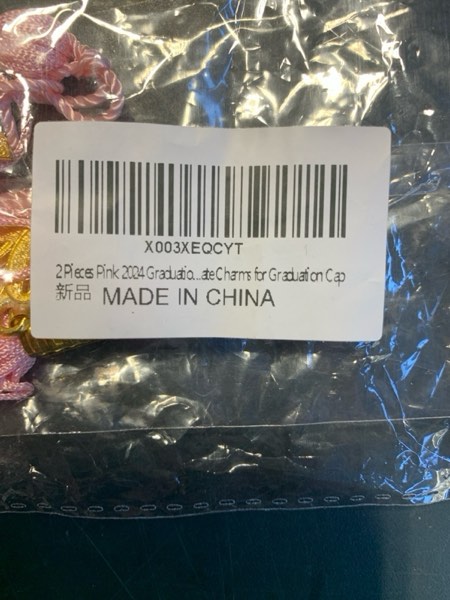 X003XEQCYT
2 Pieces Pink 2024 Graduatio...ate Charms for Graduation Cap
新品 MADE IN CHINA